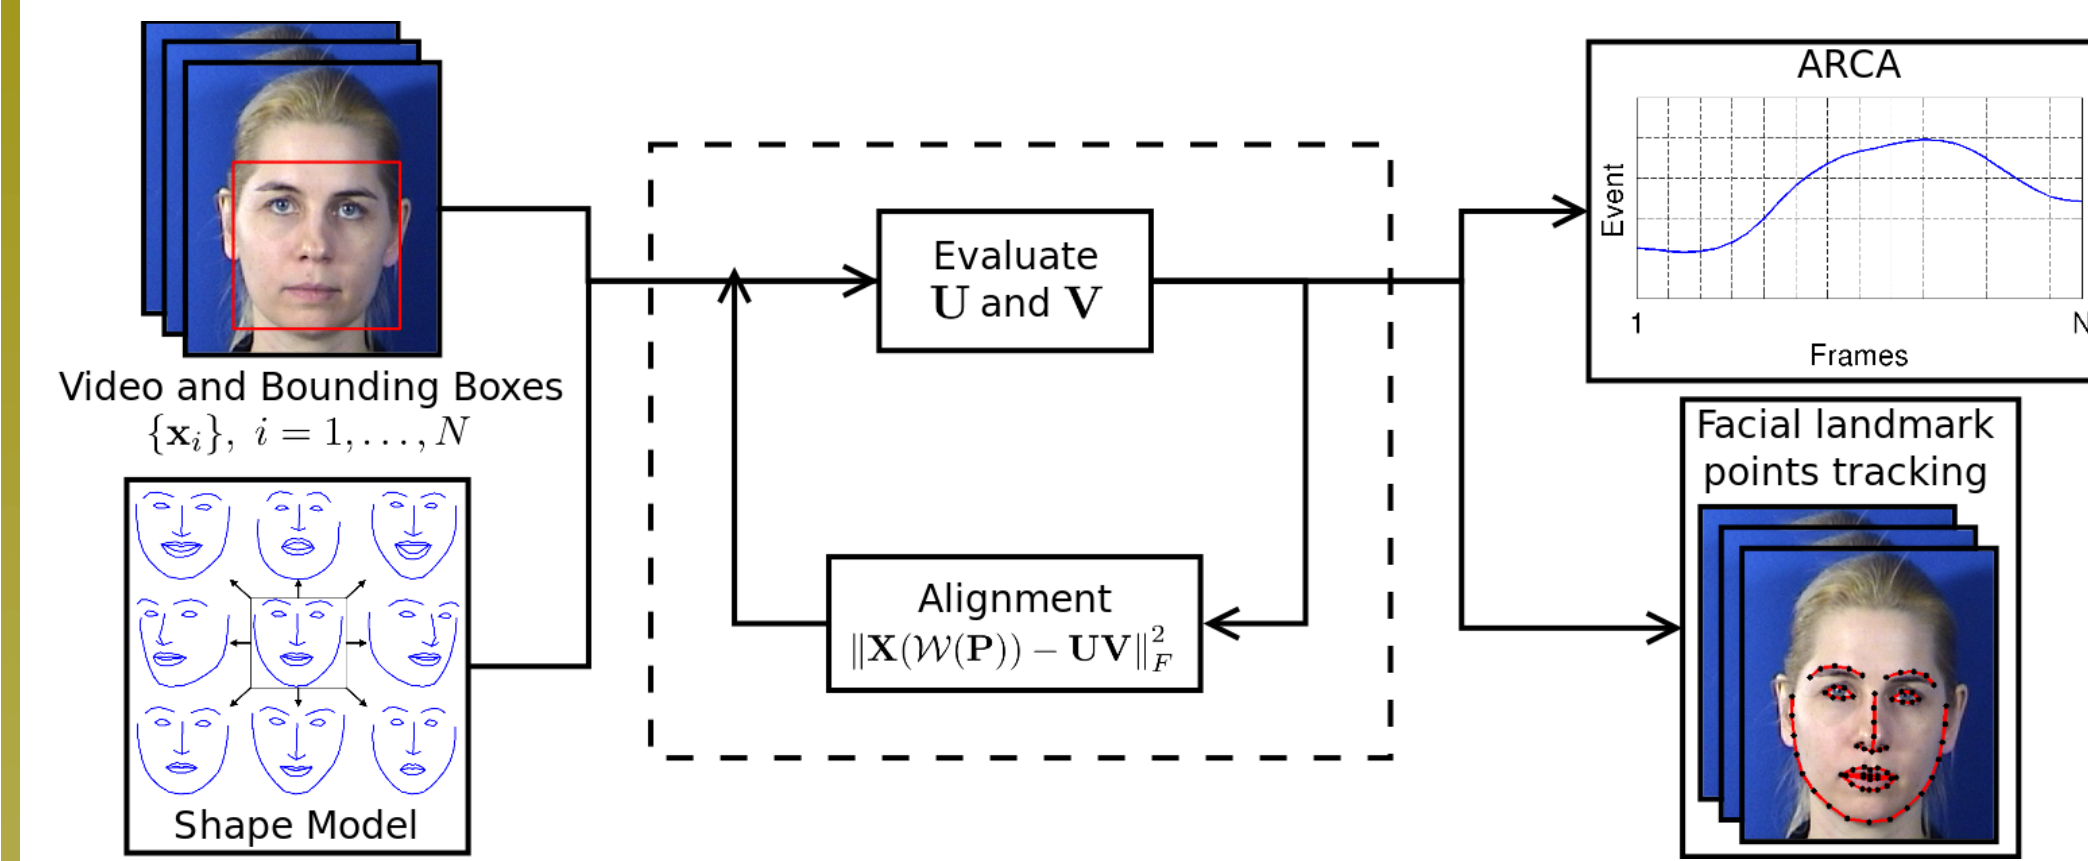 Video and Bounding Boxes
{x_i}, i = 1, . . . , N
Shape Model
Evaluate
U and V
Alignment
‖X(𝒲(P)) − UV‖²_F
ARCA
Event
1
N
Frames
Facial landmark
points tracking